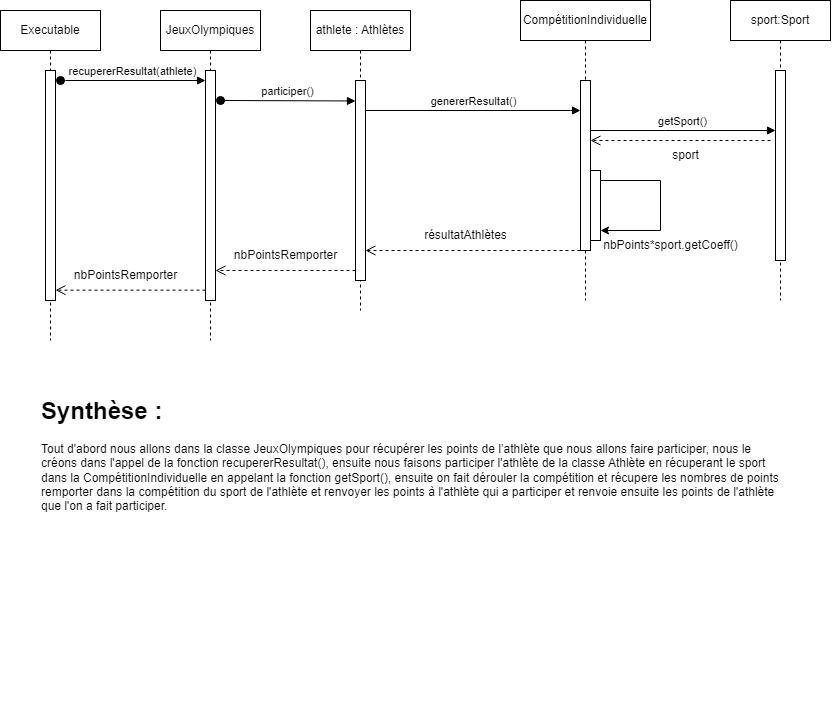 Executable
JeuxOlympiques
athlete : Athlètes
CompétitionIndividuelle
sport:Sport
recupererResultat(athlete)
participer()
genererResultat()
getSport()
sport
nbPoints*sport.getCoeff()
résultatAthlètes
nbPointsRemporter
nbPointsRemporter
Synthèse :
Tout d'abord nous allons dans la classe JeuxOlympiques pour récupérer les points de l'athlète que nous allons faire participer, nous le
créons dans l'appel de la fonction recupererResultat(), ensuite nous faisons participer l'athlète de la classe Athlète en récuperant le sport
dans la CompétitionIndividuelle en appelant la fonction getSport(), ensuite on fait dérouler la compétition et récupere les nombres de points
remporter dans la compétition du sport de l'athlète et renvoyer les points à l'athlète qui a participer et renvoie ensuite les points de l'athlète
que l'on a fait participer.